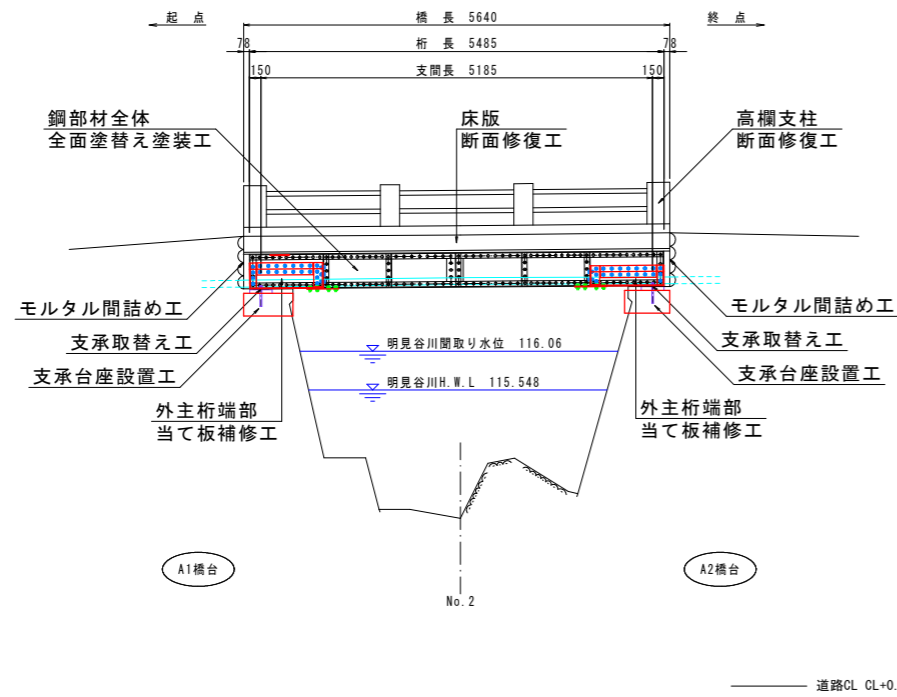 起 点
橋 長 5640
終 点
78
桁 長 5485
78
150
支間長 5185
150
鋼部材全体
全面塗替え塗装工
床版
断面修復工
高欄支柱
断面修復工
モルタル間詰め工
モルタル間詰め工
支承取替え工
支承取替え工
支承台座設置工
支承台座設置工
明見谷川聞取り水位 116.06
明見谷川H.W.L 115.548
外主桁端部
当て板補修工
外主桁端部
当て板補修工
A1橋台
A2橋台
No.2
道路CL CL+0.